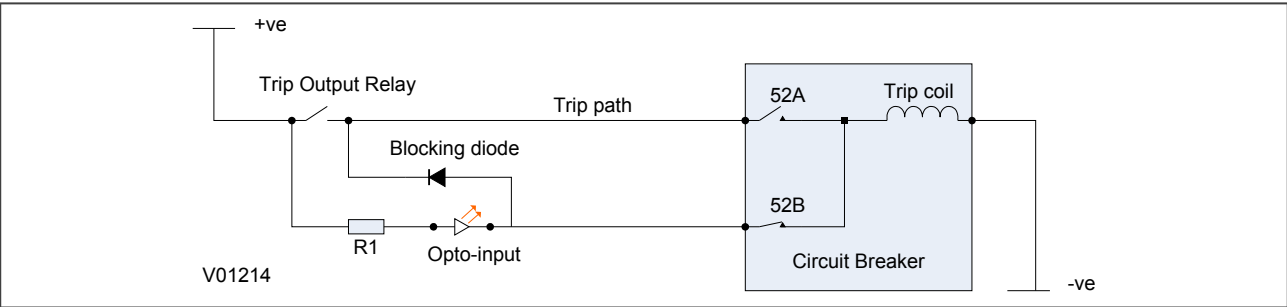 +ve
Trip Output Relay
Trip path
52A
Trip coil
Blocking diode
52B
R1
Opto-input
Circuit Breaker
V01214
-ve